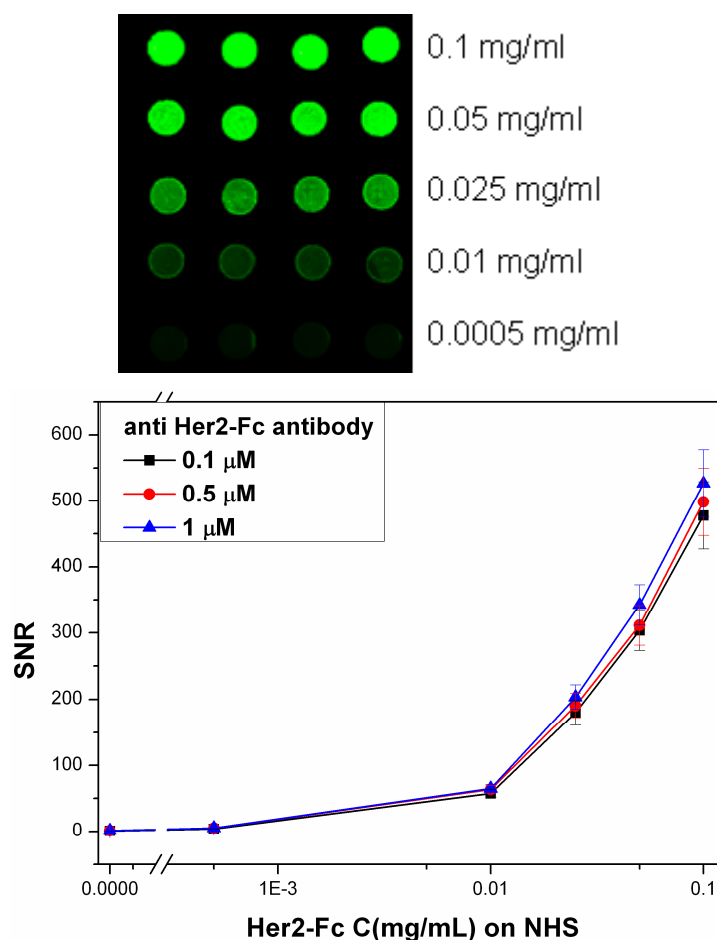 0.1 mg/ml
0.05 mg/ml
0.025 mg/ml
0.01 mg/ml
0.0005 mg/ml
anti Her2-Fc antibody
0.1 μM
0.5 μM
1 μM
600
500
400
300
200
100
0
SNR
0.0000 1E-3 0.01 0.1
Her2-Fc C(mg/mL) on NHS